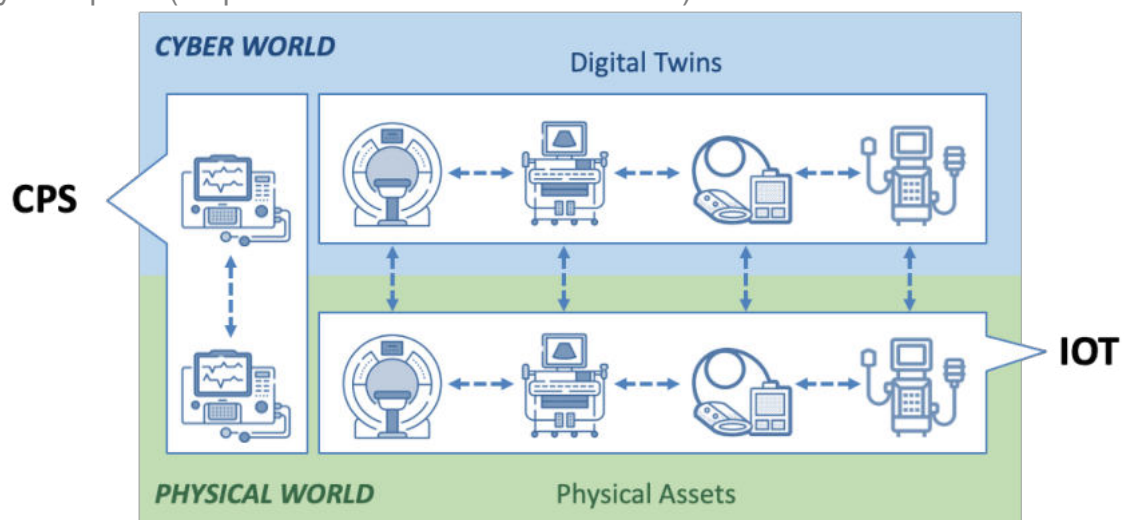 CYBER WORLD
Digital Twins
CPS
IOT
PHYSICAL WORLD
Physical Assets